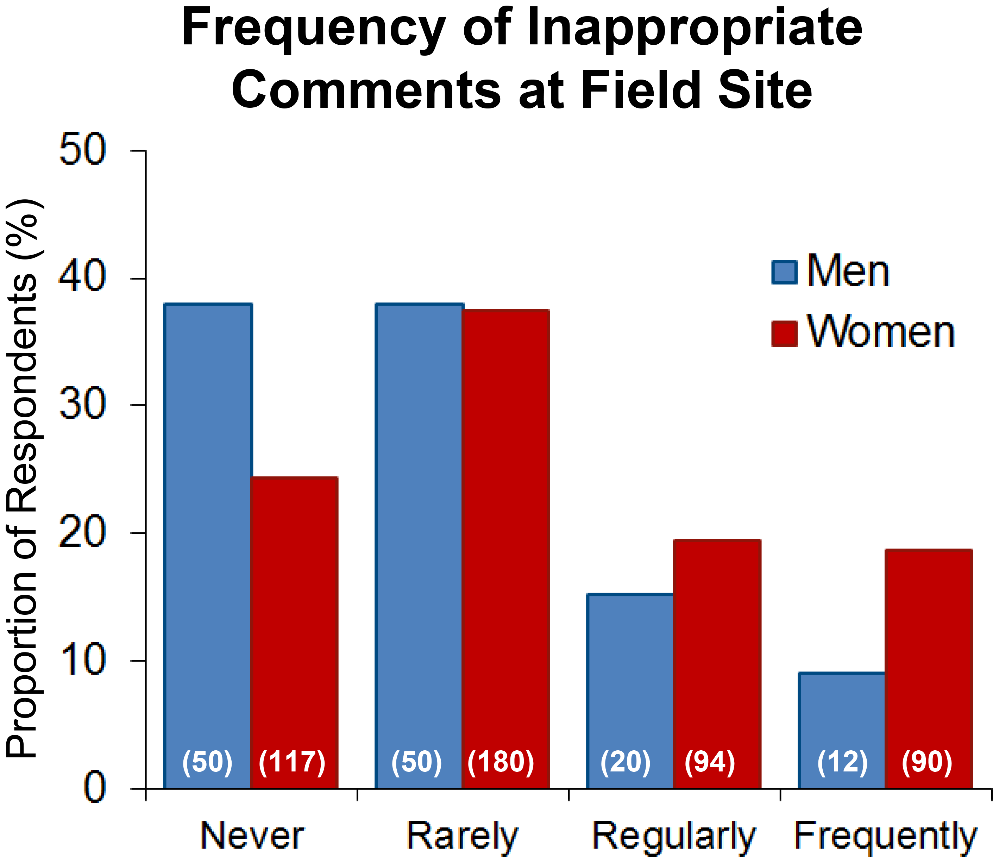 Frequency of Inappropriate
Comments at Field Site
Proportion of Respondents (%)
50
40
30
20
10
0
Men
Women
(50) (117) (50) (180) (20) (94) (12) (90)
Never Rarely Regularly Frequently